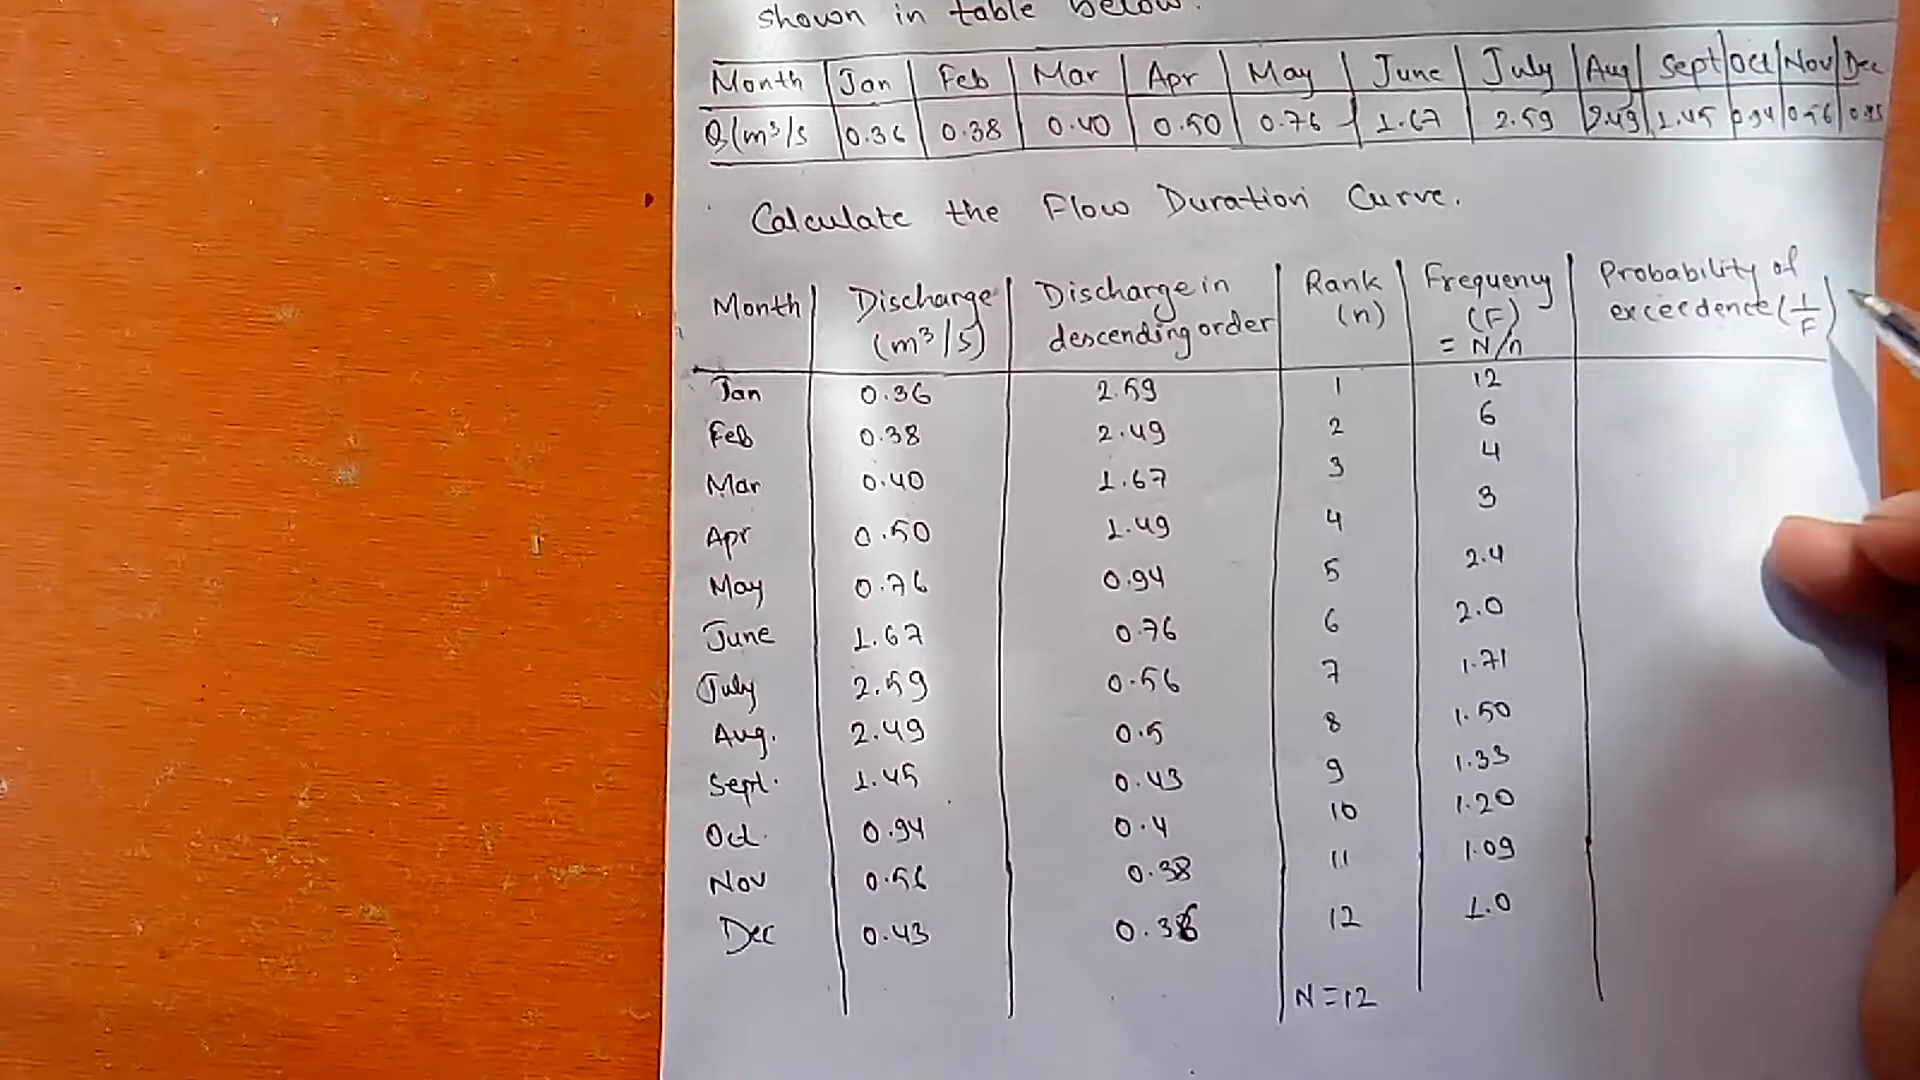 shown in table below.
Month Jan Feb Mar Apr May June July Aug Sept Oct Nov Dec
Q(m³/s 0.36 0.38 0.40 0.50 0.76 1.67 2.59 2.49 1.45 0.94 0.56
Calculate the Flow Duration Curve.
Month Discharge (m³/s) Discharge in descending order Rank (n) Frequency (F) = N/n Probability of exceedence (1/F)
Jan 0.36 2.59 1 12
Feb 0.38 2.49 2 6
Mar 0.40 1.67 3 4
Apr 0.50 1.49 4 3
May 0.76 0.94 5 2.4
June 1.67 0.76 6 2.0
July 2.59 0.56 7 1.71
Aug. 2.49 0.5 8 1.50
Sept. 1.45 0.43 9 1.33
Oct. 0.94 0.4 10 1.20
Nov 0.56 0.38 11 1.09
Dec 0.43 0.36 12 1.0
N=12